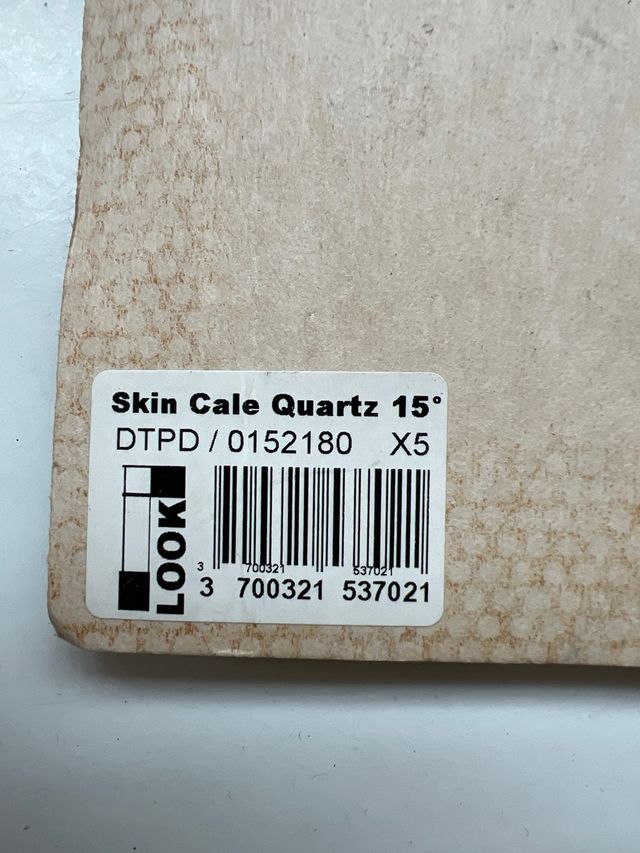 Skin Cale Quartz 15°
DTPD / 0152180 X5
LOOK
3 700321 537021
3 700321 537021